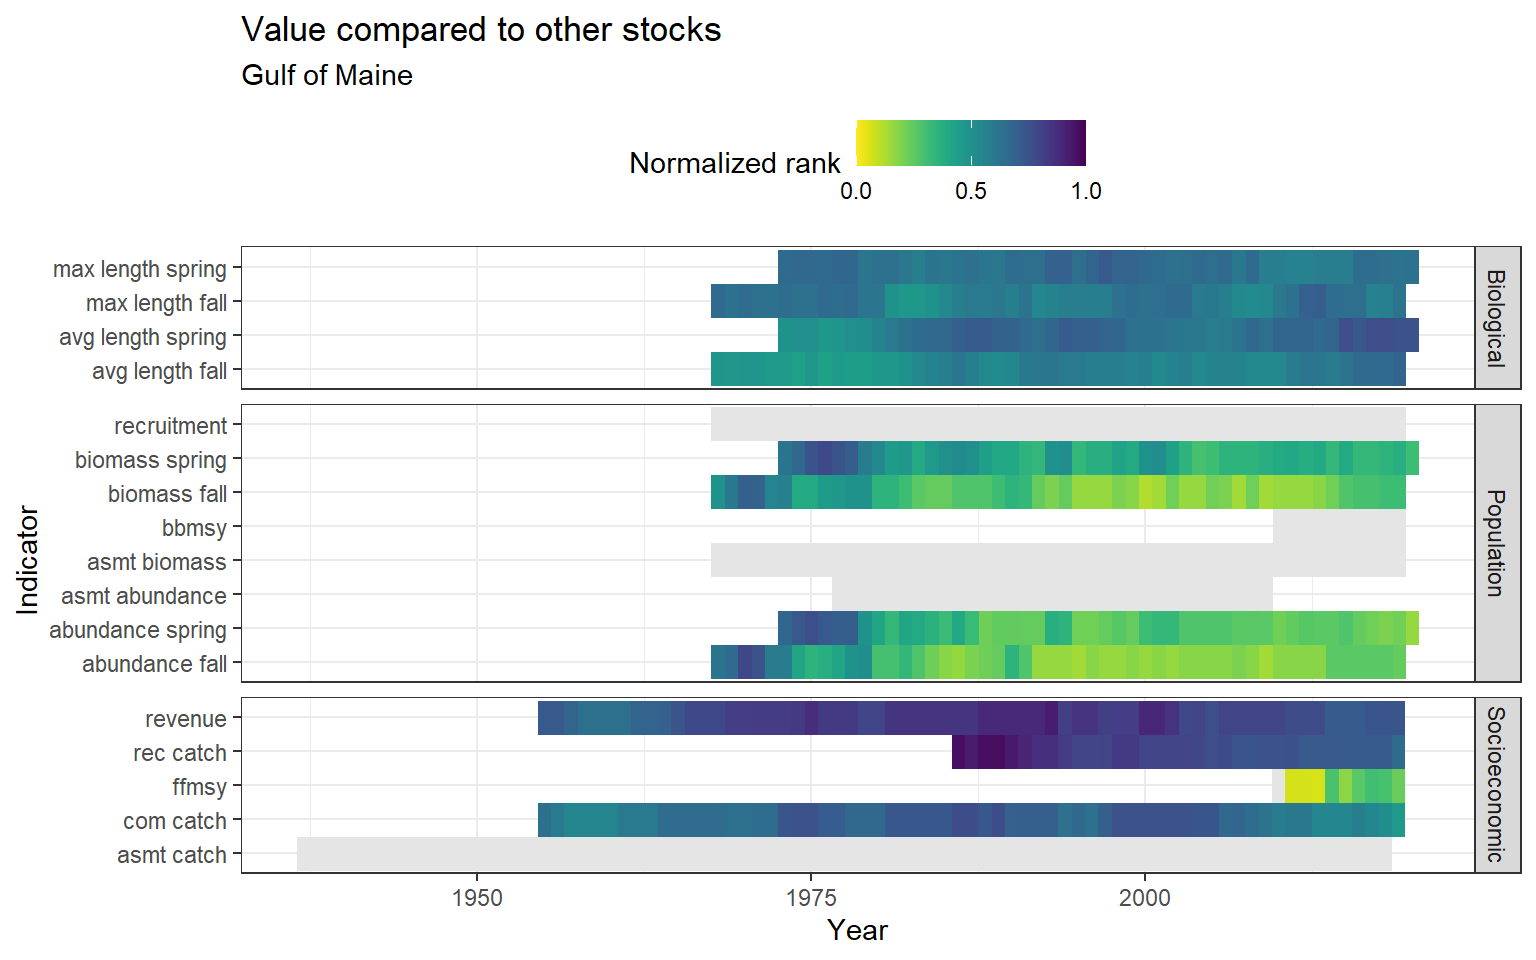 Value compared to other stocks
Gulf of Maine
Normalized rank
0.0 0.5 1.0
max length spring
max length fall
avg length spring
avg length fall
Biological
recruitment
biomass spring
biomass fall
bbmsy
asmt biomass
asmt abundance
abundance spring
abundance fall
Population
revenue
rec catch
ffmsy
com catch
asmt catch
Socioeconomic
Indicator
1950 1975 2000
Year